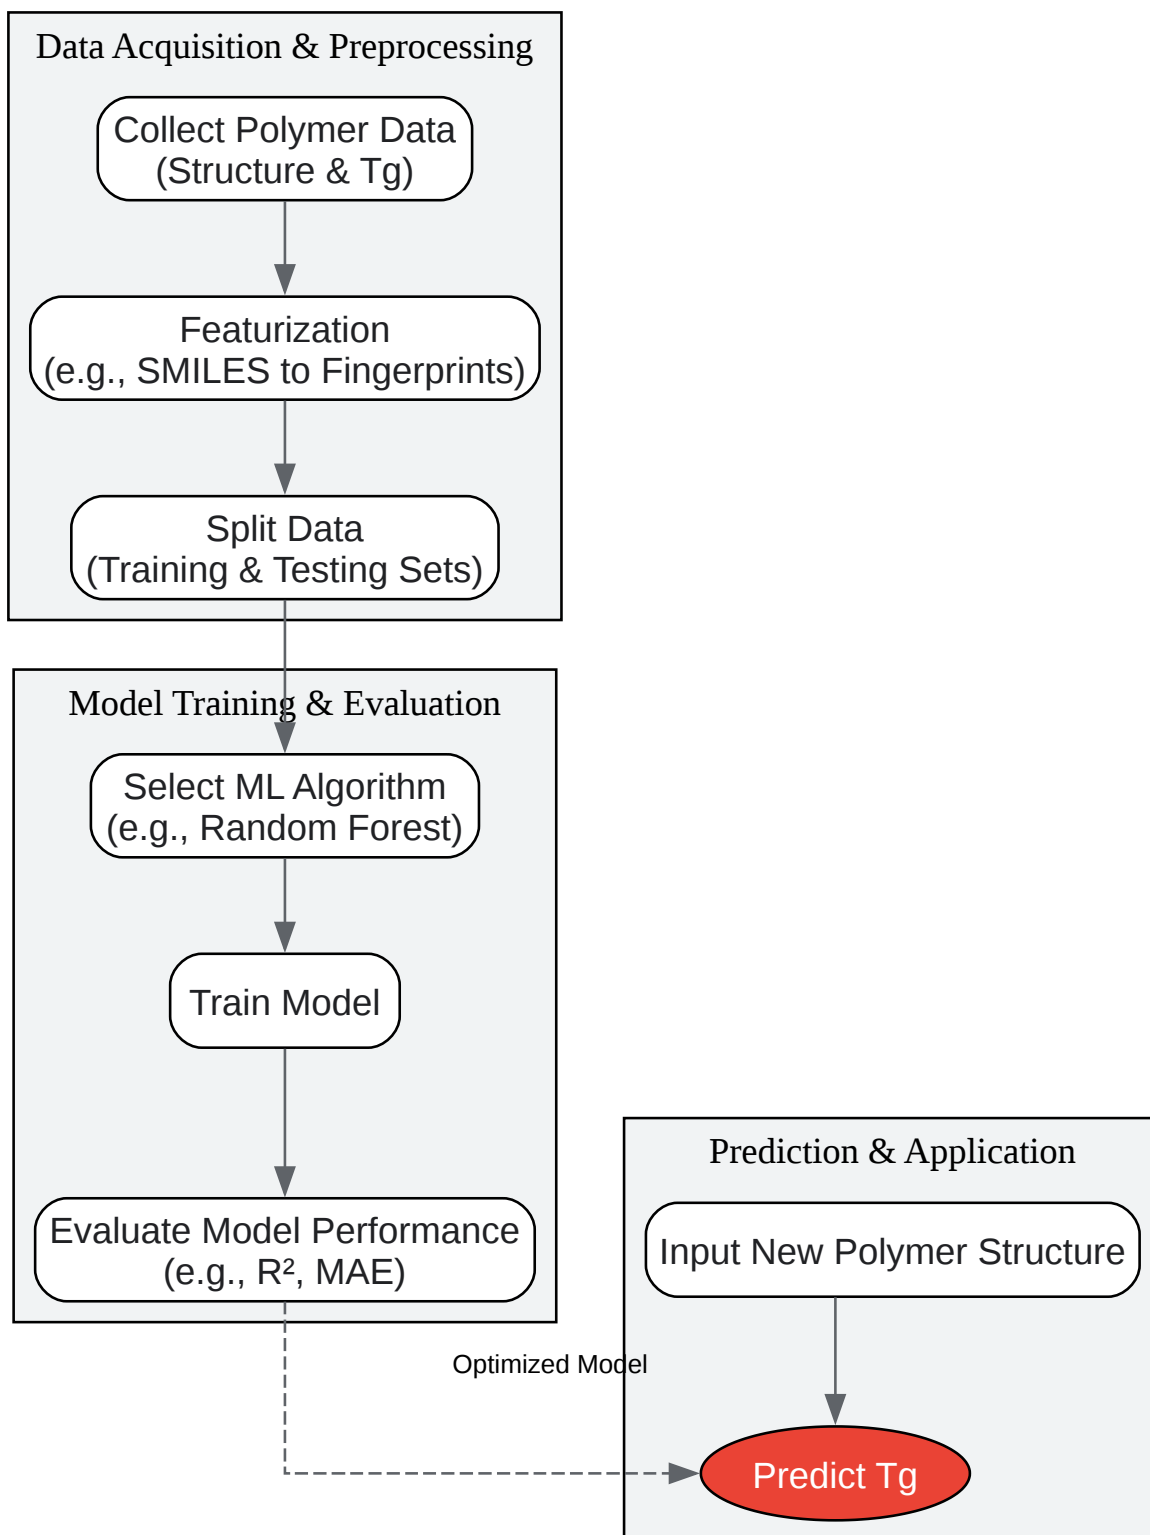 Data Acquisition & Preprocessing
Collect Polymer Data
(Structure & Tg)
Featurization
(e.g., SMILES to Fingerprints)
Split Data
(Training & Testing Sets)
Model Training & Evaluation
Select ML Algorithm
(e.g., Random Forest)
Train Model
Evaluate Model Performance
(e.g., R², MAE)
Optimized Model
Prediction & Application
Input New Polymer Structure
Predict Tg